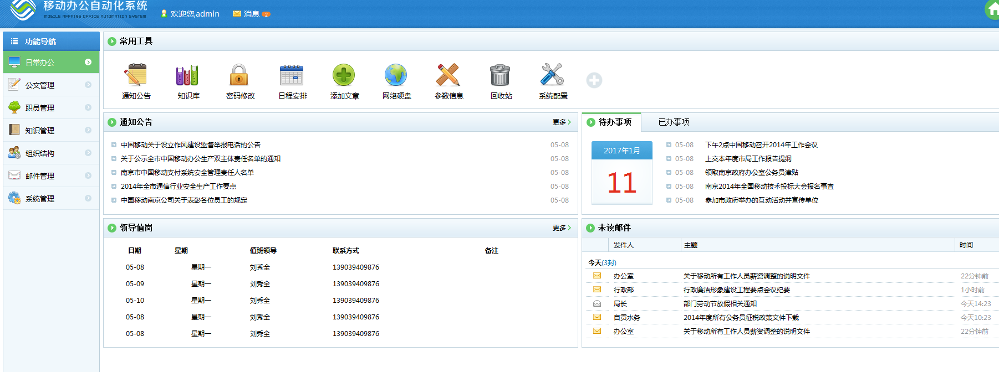 移动办公自动化系统
MOBILE AFFAIRS OFFICE AUTOMATION SYSTEM
欢迎您,admin
消息 2
功能导航
日常办公
公文管理
职员管理
知识管理
组织结构
邮件管理
系统管理
常用工具
通知公告 知识库 密码修改 日程安排 添加文章 网络硬盘 参数信息 回收站 系统配置
通知公告 更多
中国移动关于设立作风建设监督举报电话的公告 05-08
关于公示全市中国移动办公生产双主体责任名单的通知 05-08
南京市中国移动支付系统安全管理责任人名单 05-08
2014年全市通信行业安全生产工作要点 05-08
中国移动南京公司关于表彰各位员工的规定 05-08
待办事项 已办事项
2017年1月
11
05-08 下午2点中国移动召开2014年工作会议
05-08 上交本年度市局工作报告提纲
05-08 领取南京政府办公室公务员津贴
05-08 南京2014年全国移动技术投标大会报名事宜
05-08 参加市政府举办的互动活动并宣传单位
领导值岗 更多
日期 星期 值班领导 联系方式 备注
05-08 星期一 刘秀全 139039409876
05-09 星期一 刘秀全 139039409876
05-10 星期一 刘秀全 139039409876
05-08 星期一 刘秀全 139039409876
05-08 星期一 刘秀全 139039409876
未读邮件
发件人 主题 时间
今天(3封)
办公室 关于移动所有工作人员薪资调整的说明文件 22分钟前
行政部 行政廉洁形象建设工程要点会议纪要 1小时前
局长 部门劳动节放假相关通知 今天14:23
自贡水务 2014年度所有公务员征税政策文件下载 今天10:23
办公室 关于移动所有工作人员薪资调整的说明文件 22分钟前